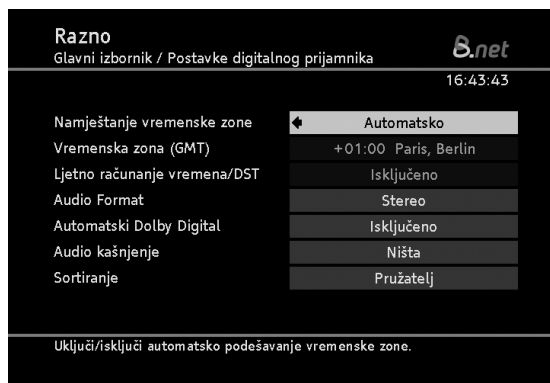 Razno
Glavni izbornik / Postavke digitalnog prijamnika
B.net
16:43:43
Namještanje vremenske zone Automatsko
Vremenska zona (GMT) +01:00 Paris, Berlin
Ljetno računanje vremena/DST Isključeno
Audio Format Stereo
Automatski Dolby Digital Isključeno
Audio kašnjenje Ništa
Sortiranje Pružatelj
Uključi/isključi automatsko podešavanje vremenske zone.